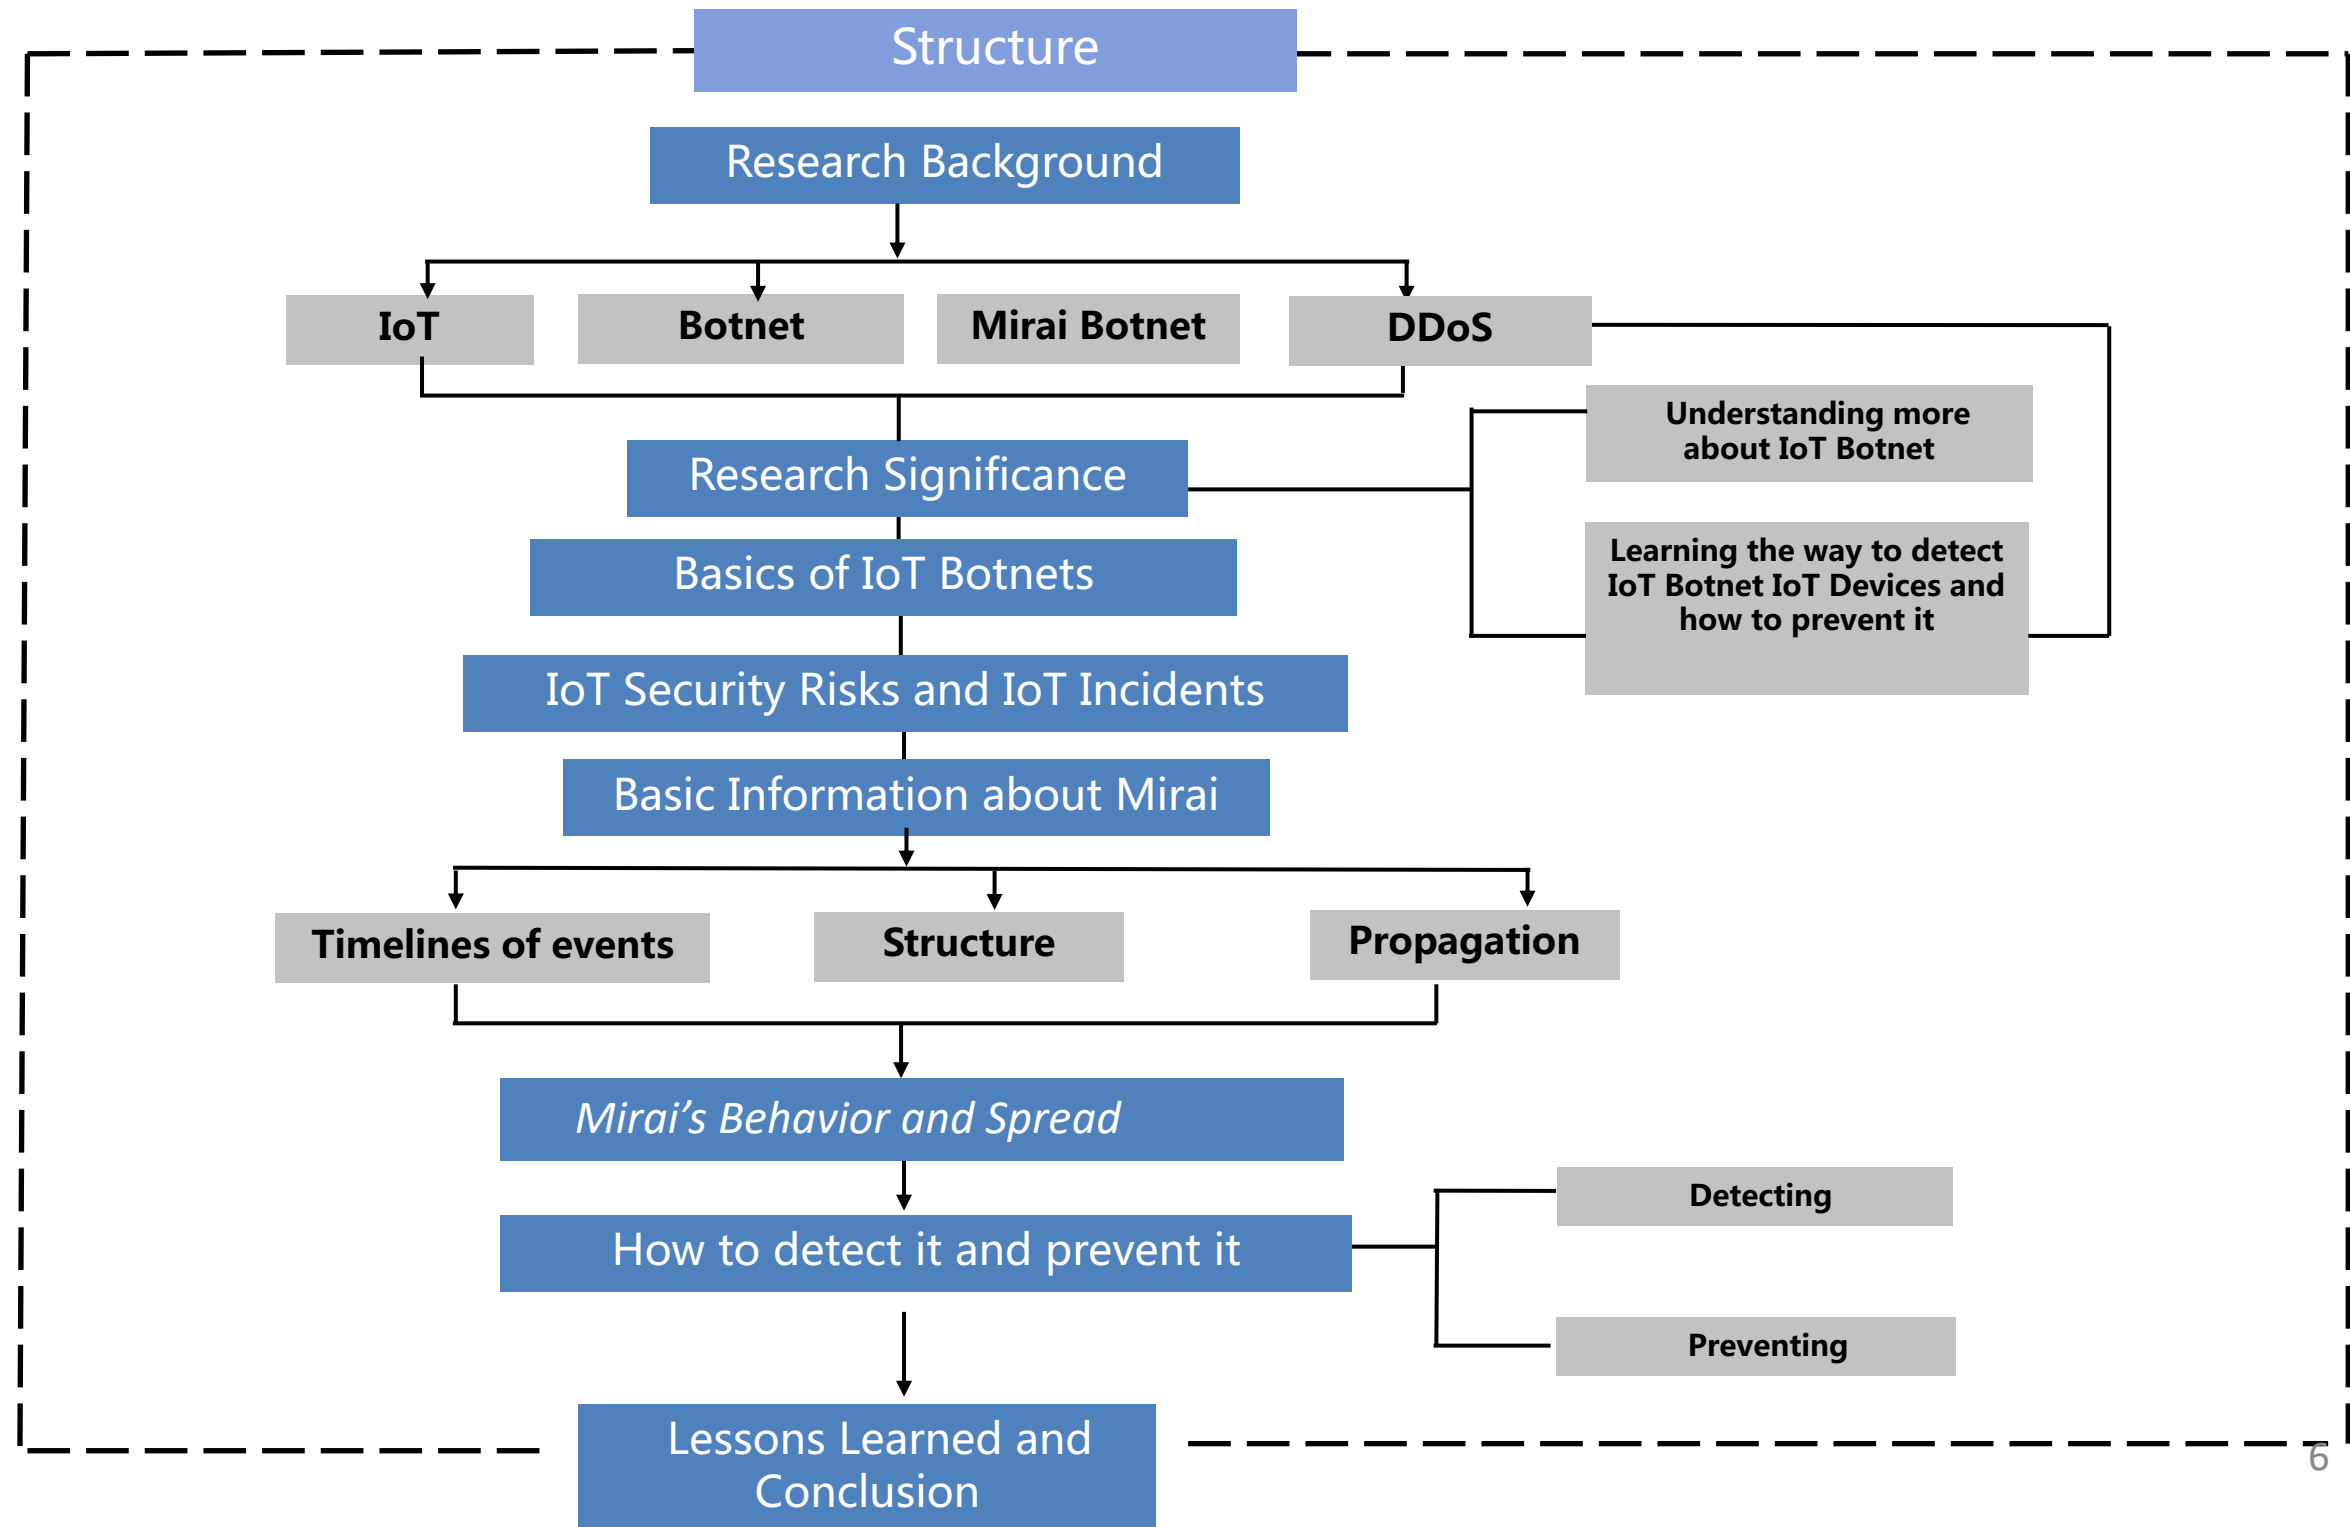 Structure
Research Background
IoT
Botnet
Mirai Botnet
DDoS
Understanding more
about IoT Botnet
Research Significance
Learning the way to detect
IoT Botnet IoT Devices and
how to prevent it
Basics of IoT Botnets
IoT Security Risks and IoT Incidents
Basic Information about Mirai
Timelines of events
Structure
Propagation
Mirai’s Behavior and Spread
Detecting
How to detect it and prevent it
Preventing
Lessons Learned and
Conclusion
6